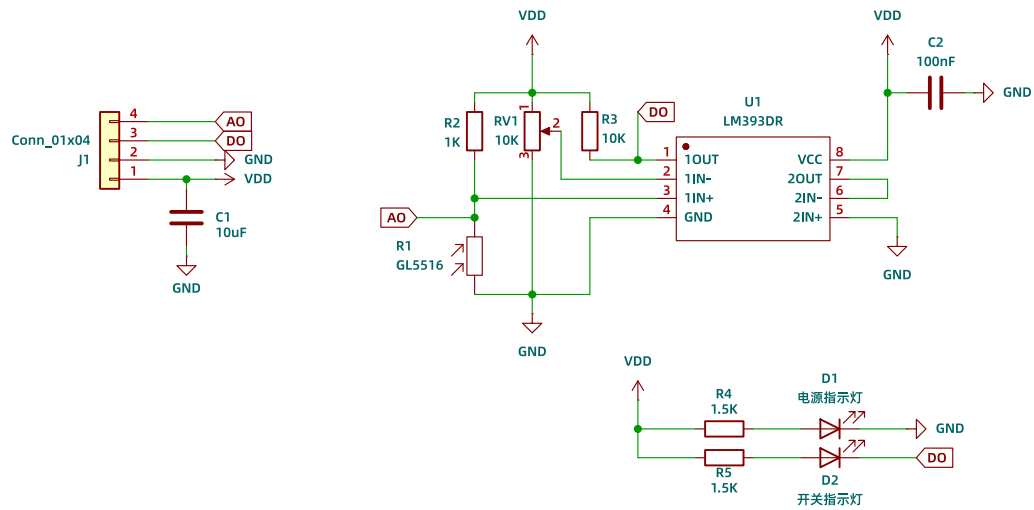 Conn_01x04
J1
4
3
2
1
AO
DO
GND
VDD
C1
10uF
GND
VDD
R2
1K
RV1
10K
1
2
3
R3
10K
DO
AO
R1
GL5516
GND
U1
LM393DR
1
2
3
4
1OUT
1IN-
1IN+
GND
VCC
2OUT
2IN-
2IN+
8
7
6
5
VDD
C2
100nF
GND
GND
VDD
R4
1.5K
D1
电源指示灯
GND
R5
1.5K
D2
开关指示灯
DO